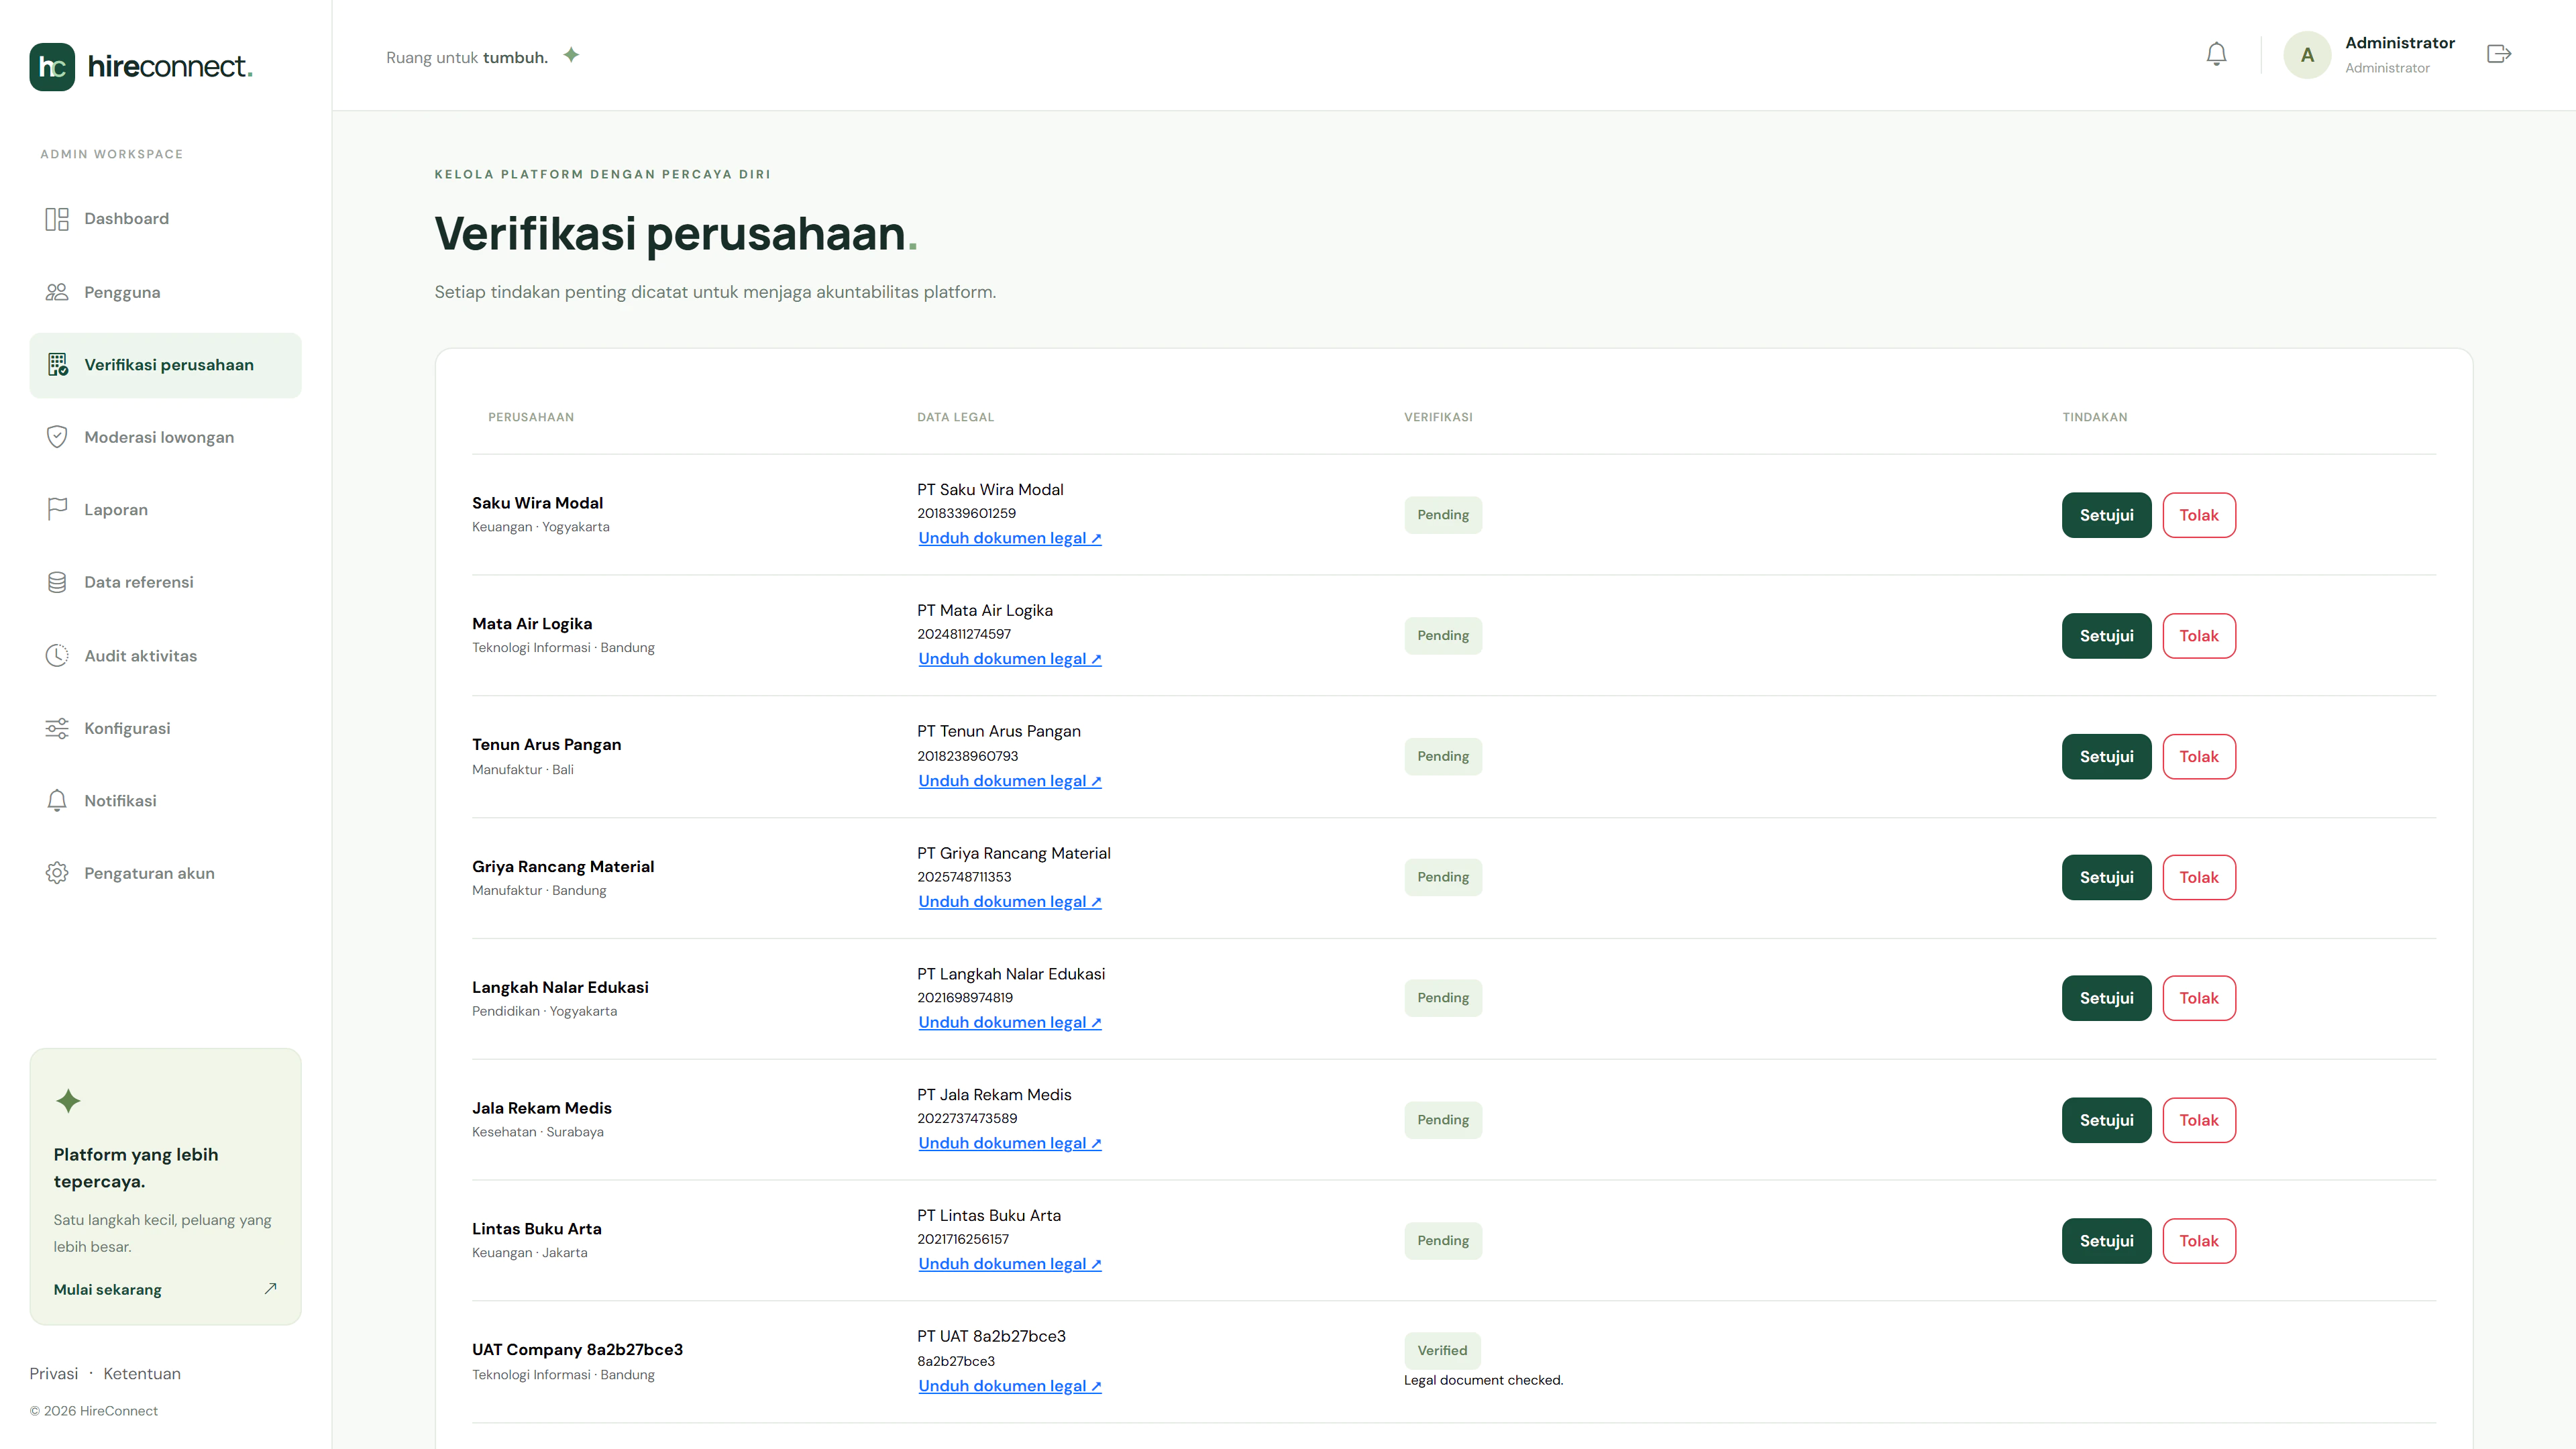 hc hireconnect.
Ruang untuk tumbuh.
A
Administrator
Administrator
ADMIN WORKSPACE
Dashboard
Pengguna
Verifikasi perusahaan
Moderasi lowongan
Laporan
Data referensi
Audit aktivitas
Konfigurasi
Notifikasi
Pengaturan akun
Platform yang lebih
tepercaya.
Satu langkah kecil, peluang yang
lebih besar.
Mulai sekarang ↗
Privasi · Ketentuan
© 2026 HireConnect
KELOLA PLATFORM DENGAN PERCAYA DIRI
Verifikasi perusahaan.
Setiap tindakan penting dicatat untuk menjaga akuntabilitas platform.
PERUSAHAAN DATA LEGAL VERIFIKASI TINDAKAN
Saku Wira Modal
Keuangan · Yogyakarta
PT Saku Wira Modal
2018339601259
Unduh dokumen legal ↗
Pending
Setujui Tolak
Mata Air Logika
Teknologi Informasi · Bandung
PT Mata Air Logika
2024811274597
Unduh dokumen legal ↗
Pending
Setujui Tolak
Tenun Arus Pangan
Manufaktur · Bali
PT Tenun Arus Pangan
2018238960793
Unduh dokumen legal ↗
Pending
Setujui Tolak
Griya Rancang Material
Manufaktur · Bandung
PT Griya Rancang Material
2025748711353
Unduh dokumen legal ↗
Pending
Setujui Tolak
Langkah Nalar Edukasi
Pendidikan · Yogyakarta
PT Langkah Nalar Edukasi
2021698974819
Unduh dokumen legal ↗
Pending
Setujui Tolak
Jala Rekam Medis
Kesehatan · Surabaya
PT Jala Rekam Medis
2022737473589
Unduh dokumen legal ↗
Pending
Setujui Tolak
Lintas Buku Arta
Keuangan · Jakarta
PT Lintas Buku Arta
2021716256157
Unduh dokumen legal ↗
Pending
Setujui Tolak
UAT Company 8a2b27bce3
Teknologi Informasi · Bandung
PT UAT 8a2b27bce3
8a2b27bce3
Unduh dokumen legal ↗
Verified
Legal document checked.